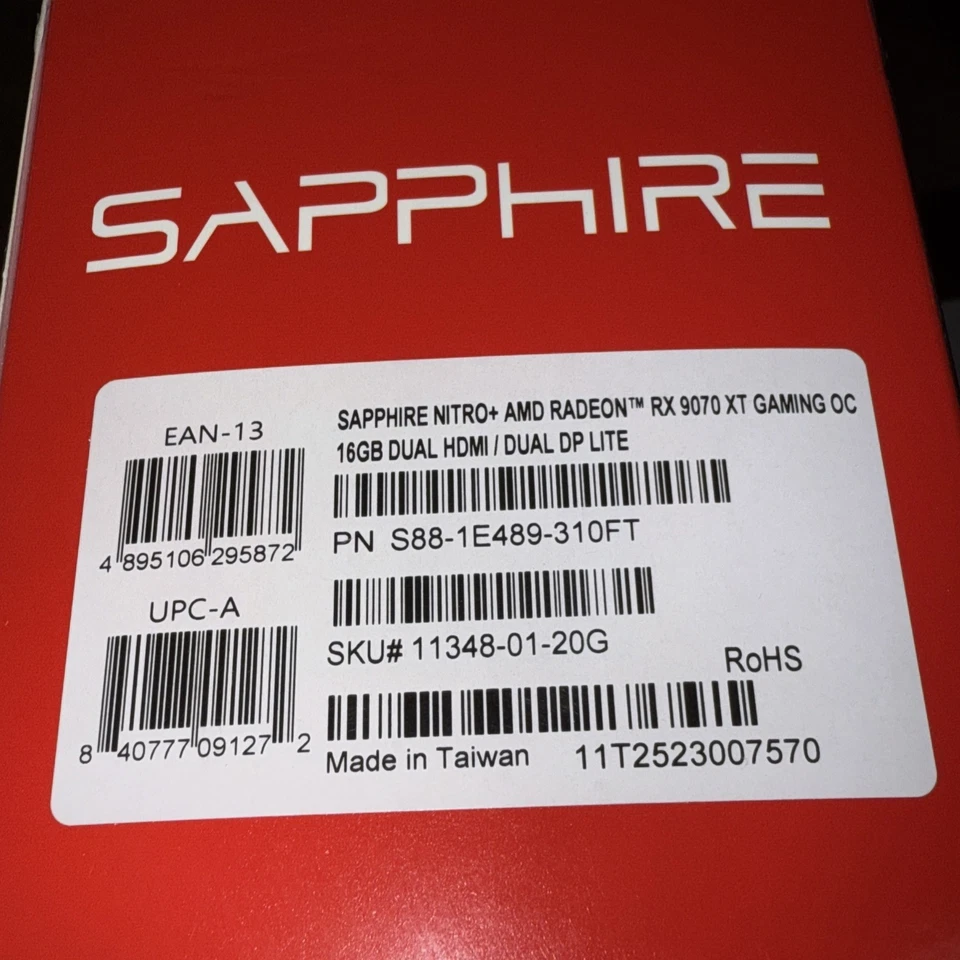 SAPPHIRE
SAPPHIRE NITRO+ AMD RADEON™ RX 9070 XT GAMING OC
16GB DUAL HDMI / DUAL DP LITE
EAN-13
4 895106 295872
PN S88-1E489-310FT
UPC-A
8 40777 09127 2
SKU# 11348-01-20G
RoHS
Made in Taiwan 11T2523007570